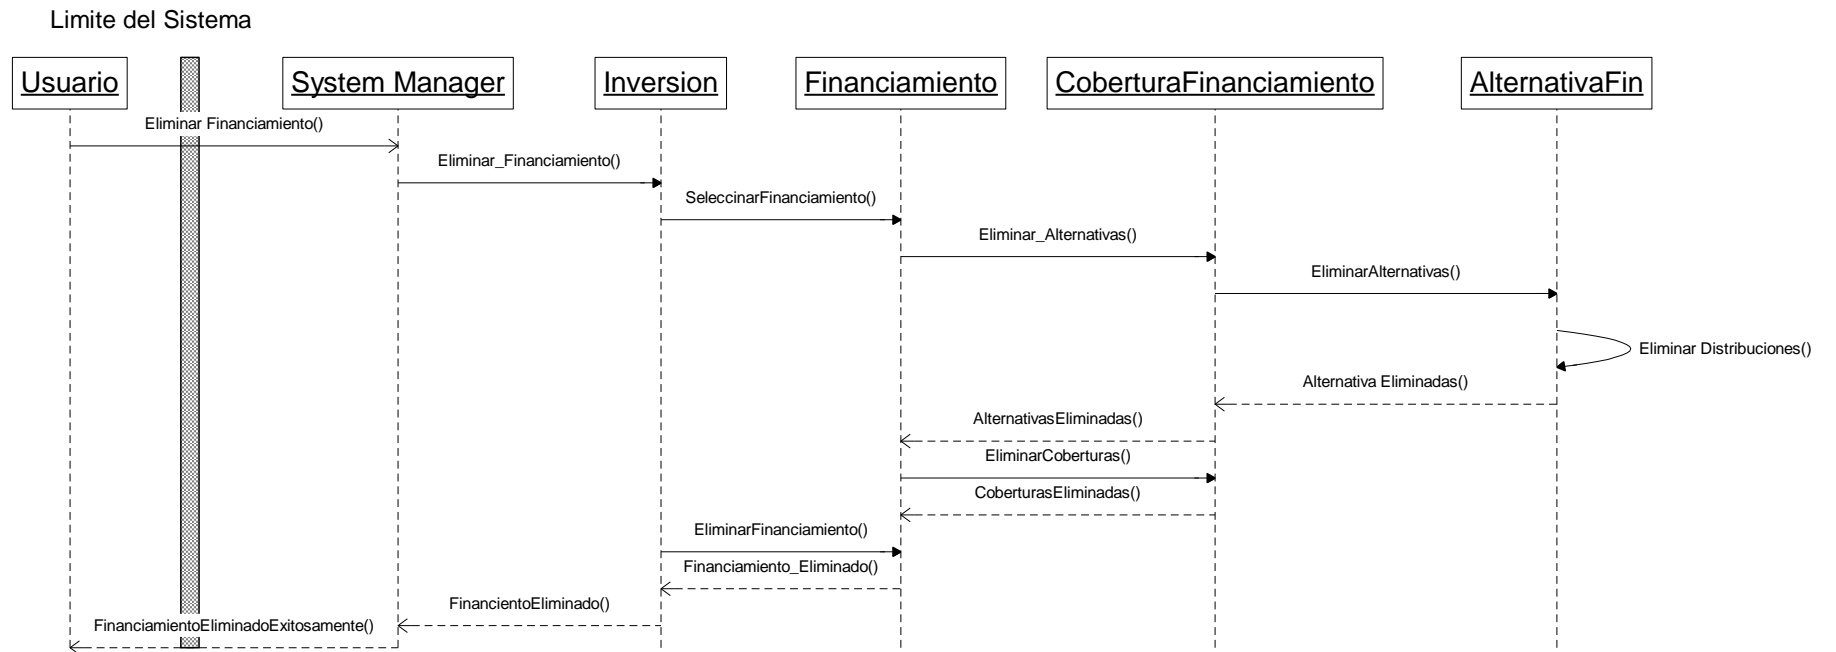 Limite del Sistema
Usuario
System Manager
Inversion
Financiamiento
CoberturaFinanciamiento
AlternativaFin
Eliminar Financiamiento()
Eliminar_Financiamiento()
SeleccinarFinanciamiento()
Eliminar_Alternativas()
EliminarAlternativas()
Eliminar Distribuciones()
Alternativa Eliminadas()
AlternativasEliminadas()
EliminarCoberturas()
CoberturasEliminadas()
EliminarFinanciamiento()
Financiamiento_Eliminado()
FinancientoEliminado()
FinanciamientoEliminadoExitosamente()